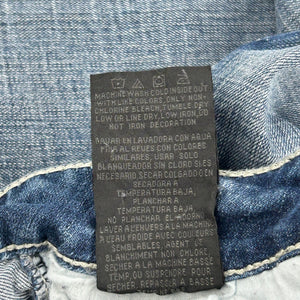 MACHINE WASH COLD INSIDE OUT
WITH LIKE COLORS, ONLY NON-
CHLORINE BLEACH, TUMBLE DRY
LOW OR LINE DRY, LOW IRON, DO
NOT IRON DECORATION
LAVAR EN LAVADORA CON AGUA
FRIA AL REVES CON COLORES
SIMILARES, USAR SOLO
BLANQUEADOR SIN CLORO SI ES
NECESARIO SECAR COLGADO O EN
SECADORA A
TEMPERATURA BAJA,
PLANCHAR A
TEMPERATURA BAJA,
NO PLANCHAR EL ADORNO
LAVER A L'ENVERS A LA MACHINE
A L'EAU FROIDE AVEC COULEURS
SEMBLABLES, AGENT
BLANCHIMENT NON CHLORE,
SECHER A LA MACHINE A BASSE
TEMP OU SUSPENDRE POUR
SECHER